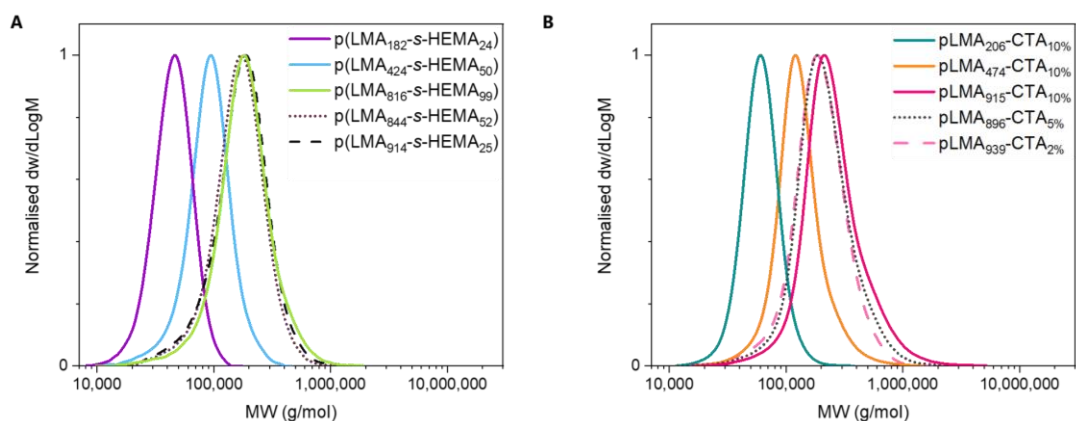 A
Normalised dw/dLogM
1
0
p(LMA₁₈₂-s-HEMA₂₄)
p(LMA₄₂₄-s-HEMA₅₀)
p(LMA₈₁₆-s-HEMA₉₉)
p(LMA₈₄₄-s-HEMA₅₂)
p(LMA₉₁₄-s-HEMA₂₅)
10,000
100,000
1,000,000
10,000,000
MW (g/mol)
B
Normalised dw/dLogM
1
0
pLMA₂₀₆-CTA₁₀%
pLMA₄₇₄-CTA₁₀%
pLMA₉₁₅-CTA₁₀%
pLMA₈₉₆-CTA₅%
pLMA₉₃₉-CTA₂%
10,000
100,000
1,000,000
10,000,000
MW (g/mol)